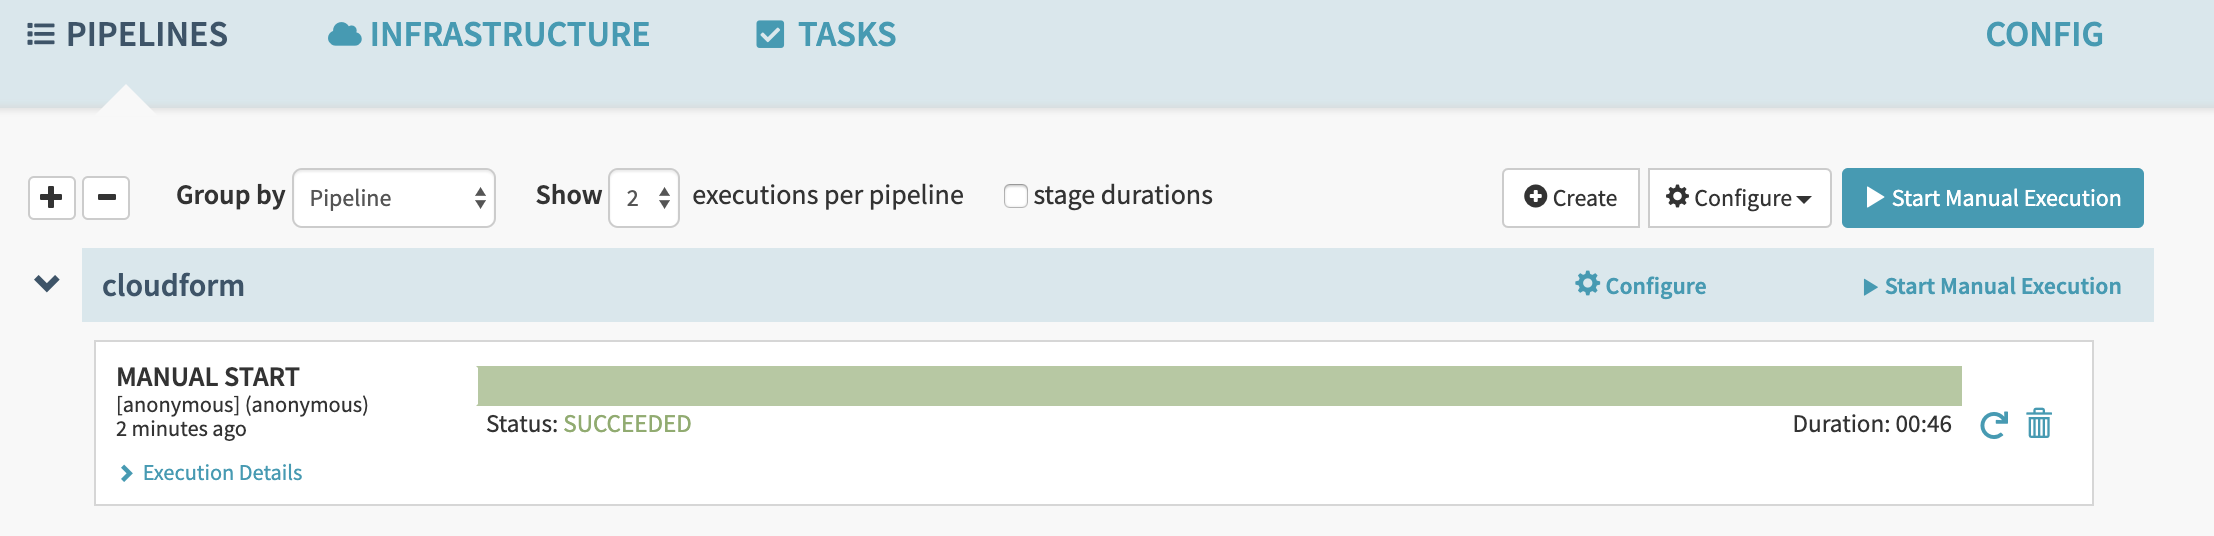 PIPELINES INFRASTRUCTURE TASKS CONFIG
Group by Pipeline Show 2 executions per pipeline stage durations Create Configure Start Manual Execution
cloudform Configure Start Manual Execution
MANUAL START
[anonymous] (anonymous)
2 minutes ago
Status: SUCCEEDED Duration: 00:46
Execution Details